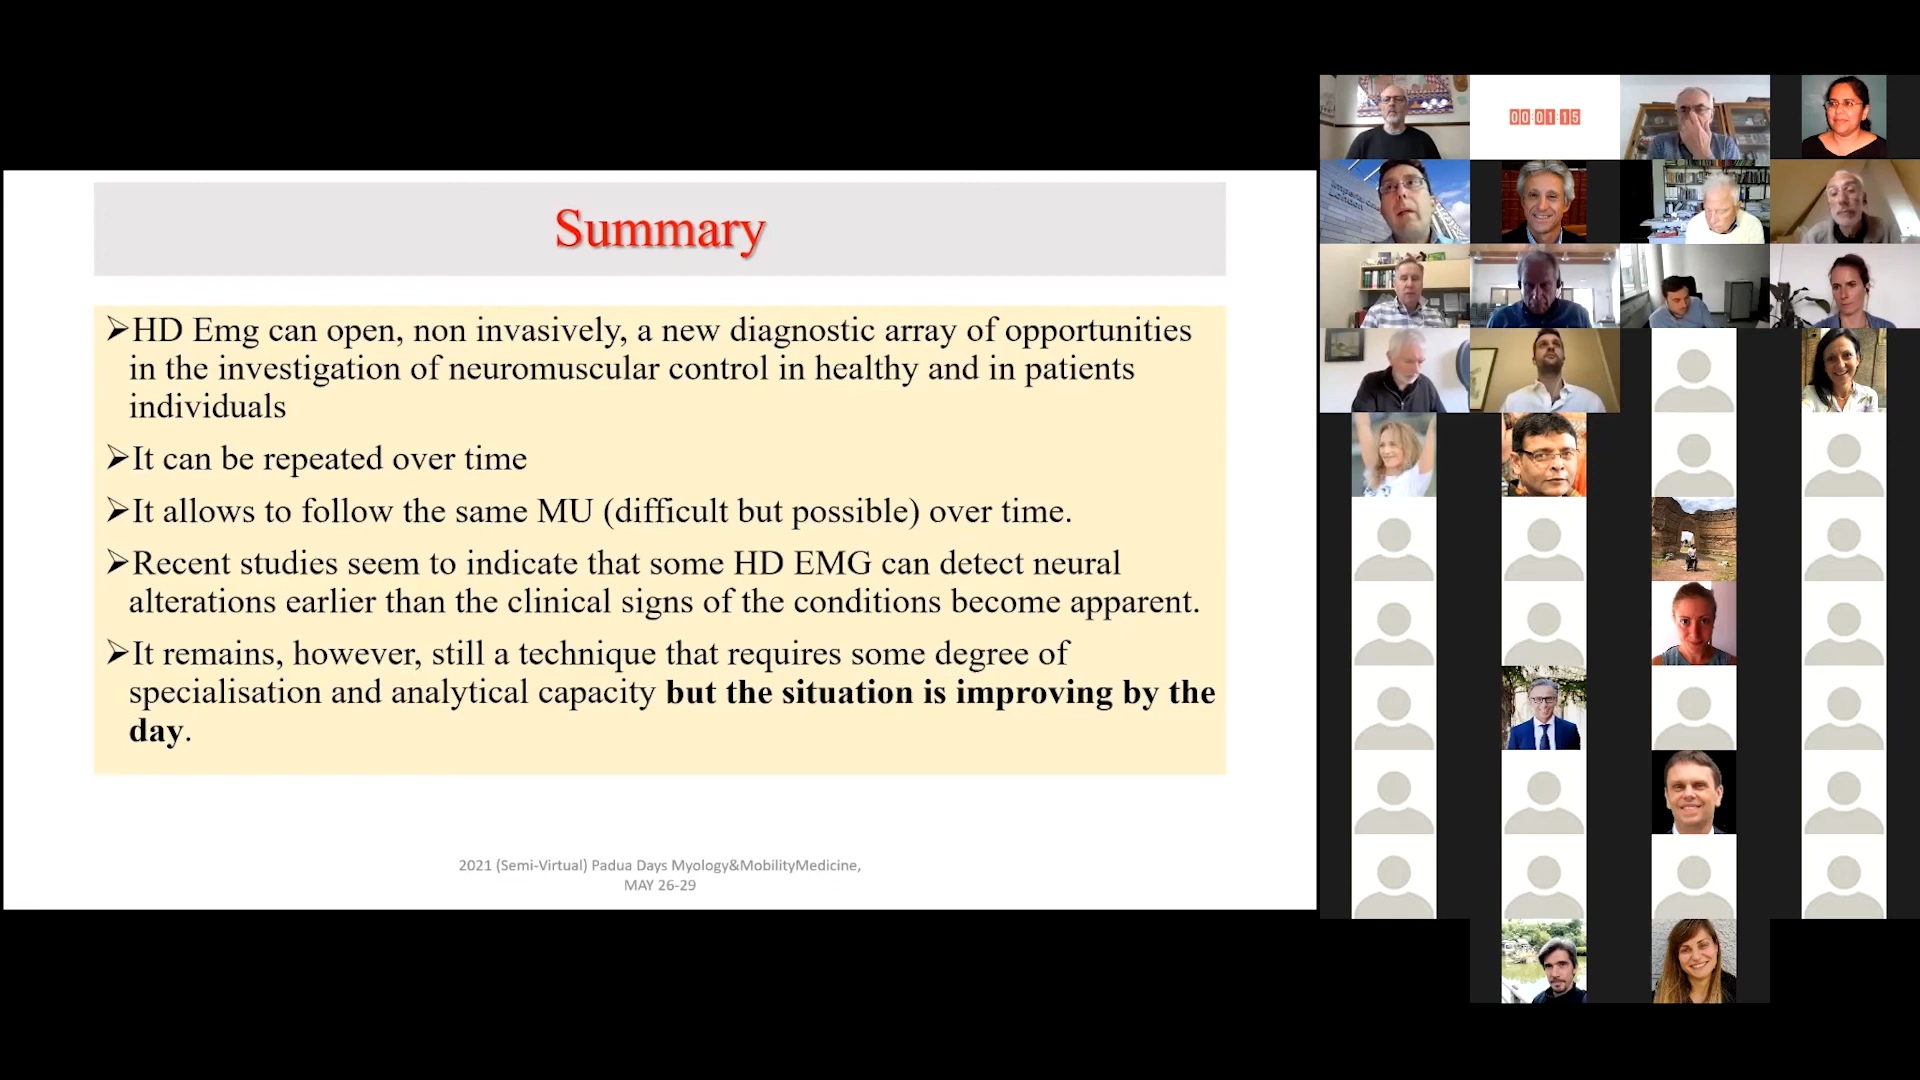 Summary
➢HD Emg can open, non invasively, a new diagnostic array of opportunities
in the investigation of neuromuscular control in healthy and in patients
individuals
➢It can be repeated over time
➢It allows to follow the same MU (difficult but possible) over time.
➢Recent studies seem to indicate that some HD EMG can detect neural
alterations earlier than the clinical signs of the conditions become apparent.
➢It remains, however, still a technique that requires some degree of
specialisation and analytical capacity but the situation is improving by the
day.
2021 (Semi-Virtual) Padua Days Myology&MobilityMedicine,
MAY 26-29
00:01:15